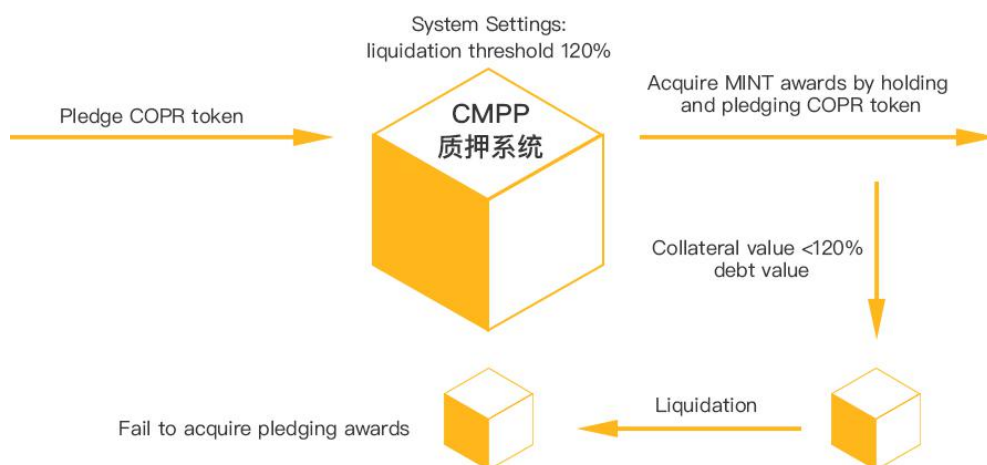 System Settings:
liquidation threshold 120%
Pledge COPR token
CMPP
质押系统
Acquire MINT awards by holding
and pledging COPR token
Collateral value <120%
debt value
Liquidation
Fail to acquire pledging awards